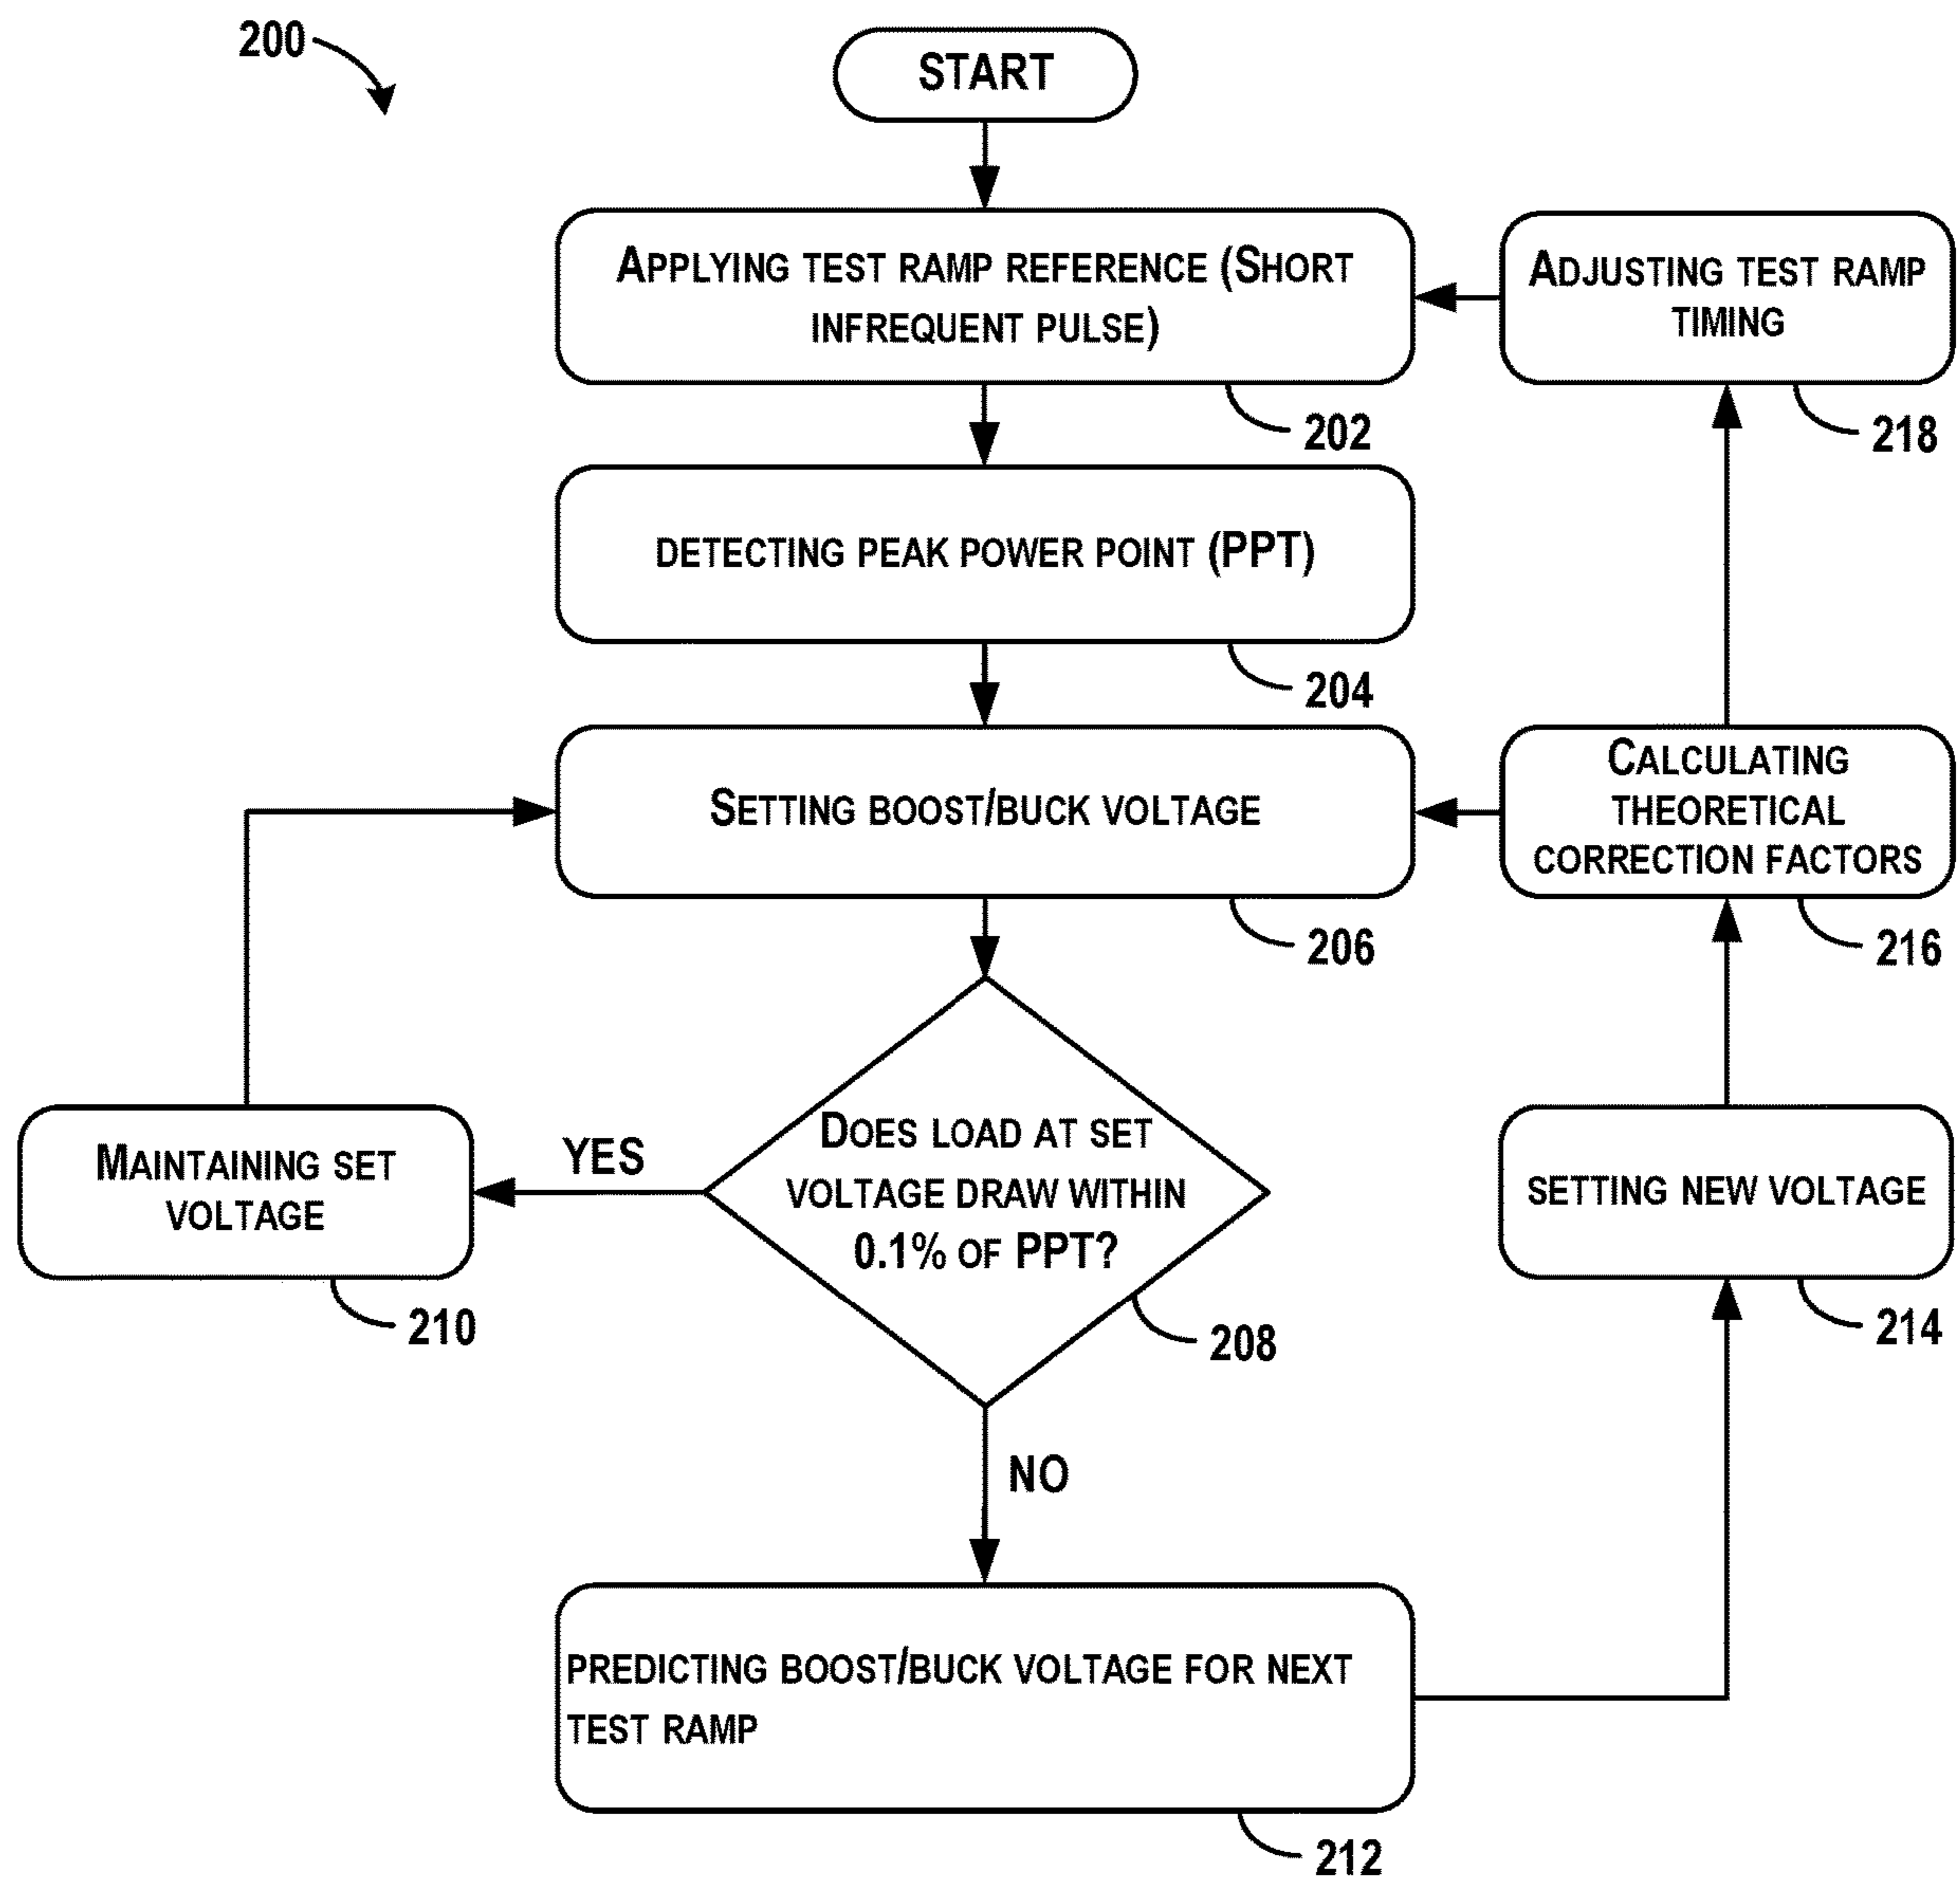 200
START
APPLYING TEST RAMP REFERENCE (SHORT
INFREQUENT PULSE)
202
ADJUSTING TEST RAMP
TIMING
218
DETECTING PEAK POWER POINT (PPT)
204
SETTING BOOST/BUCK VOLTAGE
206
CALCULATING
THEORETICAL
CORRECTION FACTORS
216
DOES LOAD AT SET
VOLTAGE DRAW WITHIN
0.1% OF PPT?
208
YES
MAINTAINING SET
VOLTAGE
210
SETTING NEW VOLTAGE
214
NO
PREDICTING BOOST/BUCK VOLTAGE FOR NEXT
TEST RAMP
212